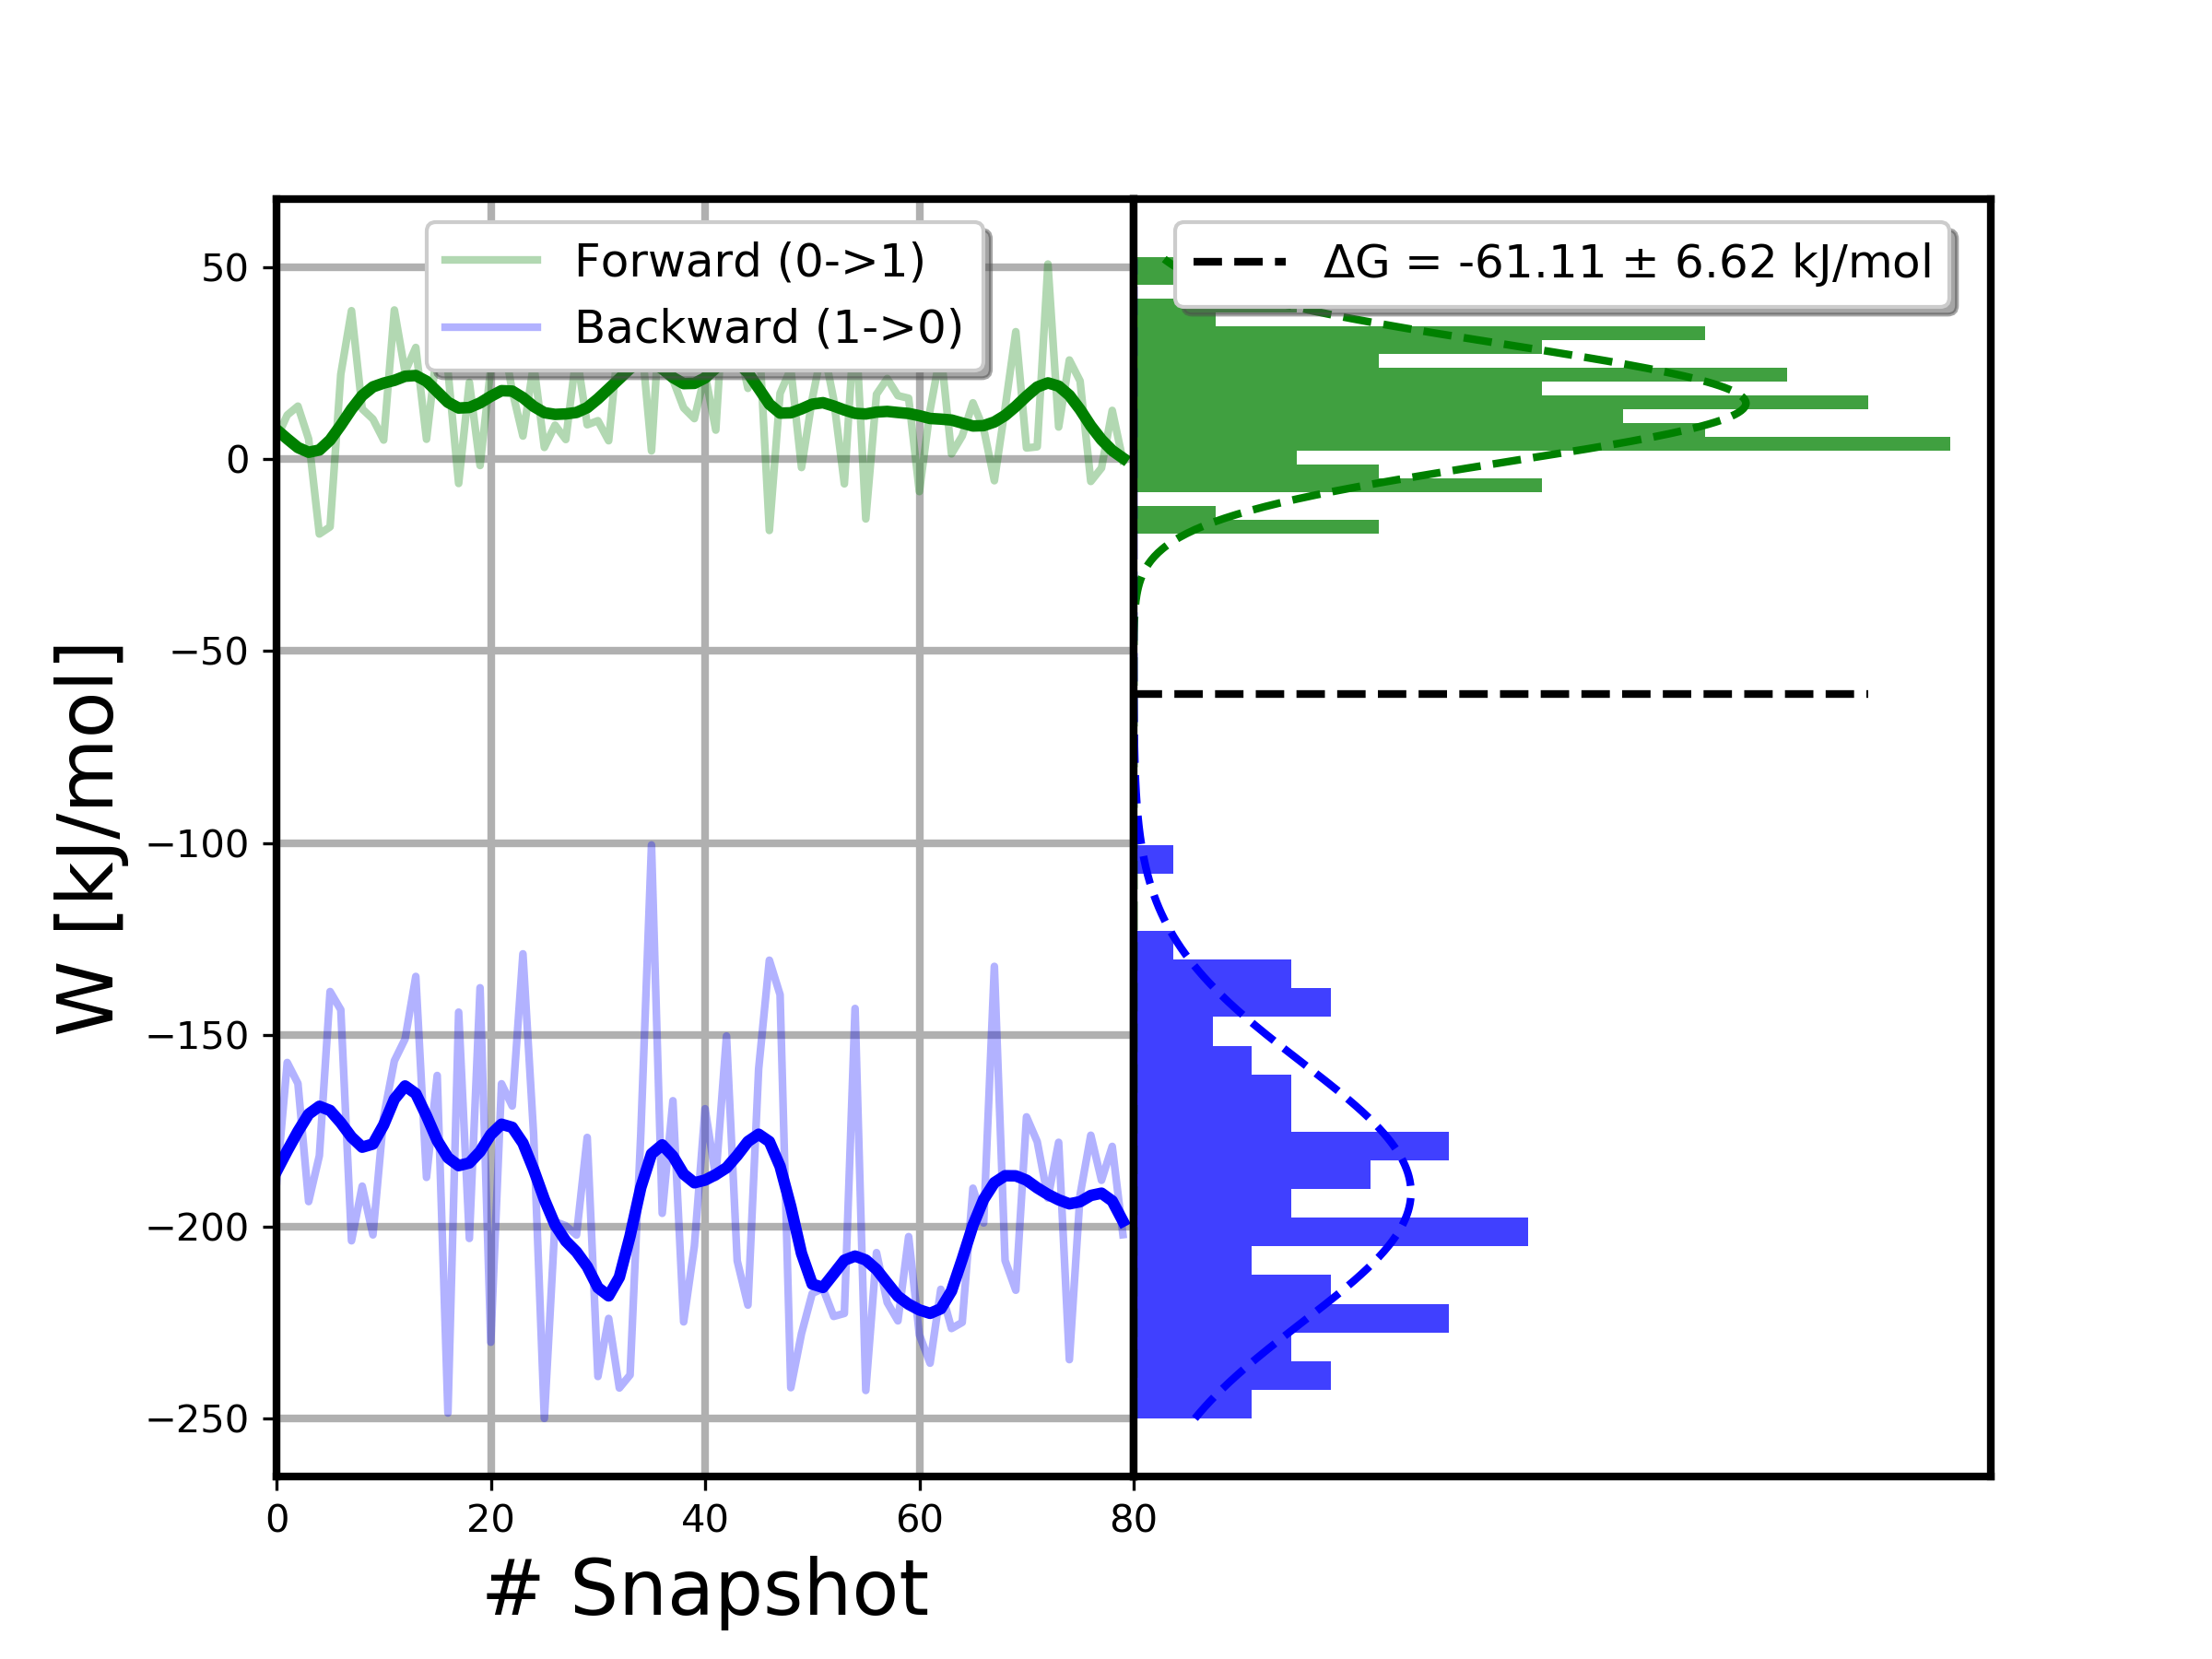 Forward (0->1)
Backward (1->0)
ΔG = -61.11 ± 6.62 kJ/mol
W [kJ/mol]
50
0
−50
−100
−150
−200
−250
0 20 40 60 80
# Snapshot